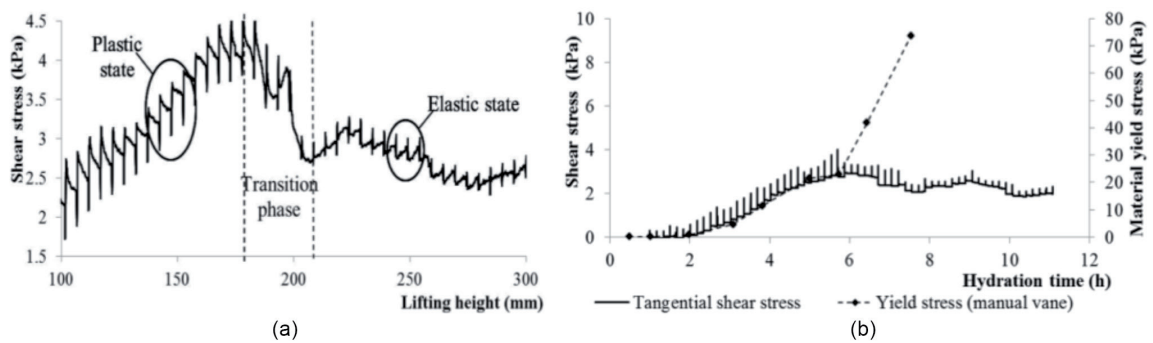 4.5
4
3.5
3
2.5
2
1.5
Shear stress (kPa)
Plastic
state
Elastic state
Transition
phase
100
150
200
250
300
Lifting height (mm)
(a)
10
8
6
4
2
0
Shear stress (kPa)
80
70
60
50
40
30
20
10
0
Material yield stress (kPa)
0
2
4
6
8
10
12
Hydration time (h)
Tangential shear stress
Yield stress (manual vane)
(b)